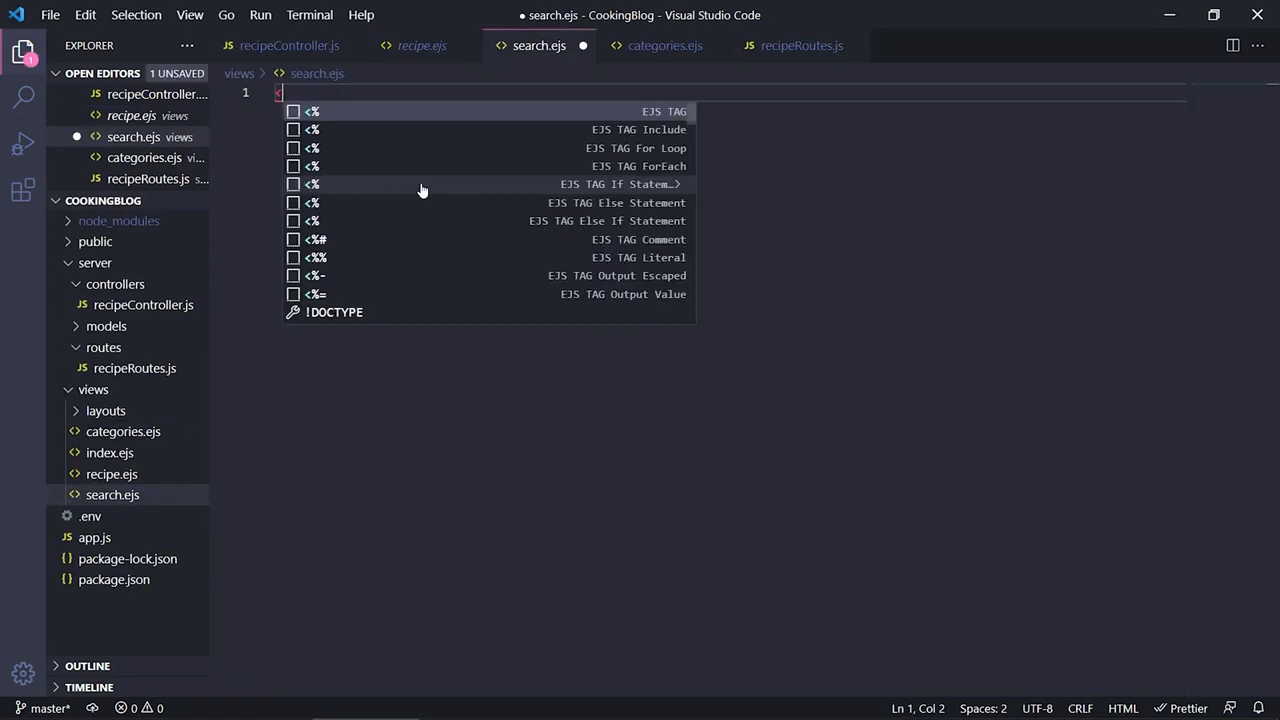 File Edit Selection View Go Run Terminal Help
● search.ejs - CookingBlog - Visual Studio Code
EXPLORER
recipeController.js
recipe.ejs
search.ejs
categories.ejs
recipeRoutes.js
OPEN EDITORS 1 UNSAVED
JS recipeController....
recipe.ejs views
search.ejs views
categories.ejs vi...
JS recipeRoutes.js s...
COOKINGBLOG
node_modules
public
server
controllers
JS recipeController.js
models
routes
JS recipeRoutes.js
views
layouts
categories.ejs
index.ejs
recipe.ejs
search.ejs
.env
JS app.js
{} package-lock.json
{} package.json
OUTLINE
TIMELINE
views > search.ejs
1 <
<% EJS TAG
<% EJS TAG Include
<% EJS TAG For Loop
<% EJS TAG ForEach
<% EJS TAG If Statem…>
<% EJS TAG Else Statement
<% EJS TAG Else If Statement
<%# EJS TAG Comment
<%% EJS TAG Literal
<%- EJS TAG Output Escaped
<%= EJS TAG Output Value
!DOCTYPE
master* 0 0 Ln 1, Col 2 Spaces: 2 UTF-8 CRLF HTML Prettier